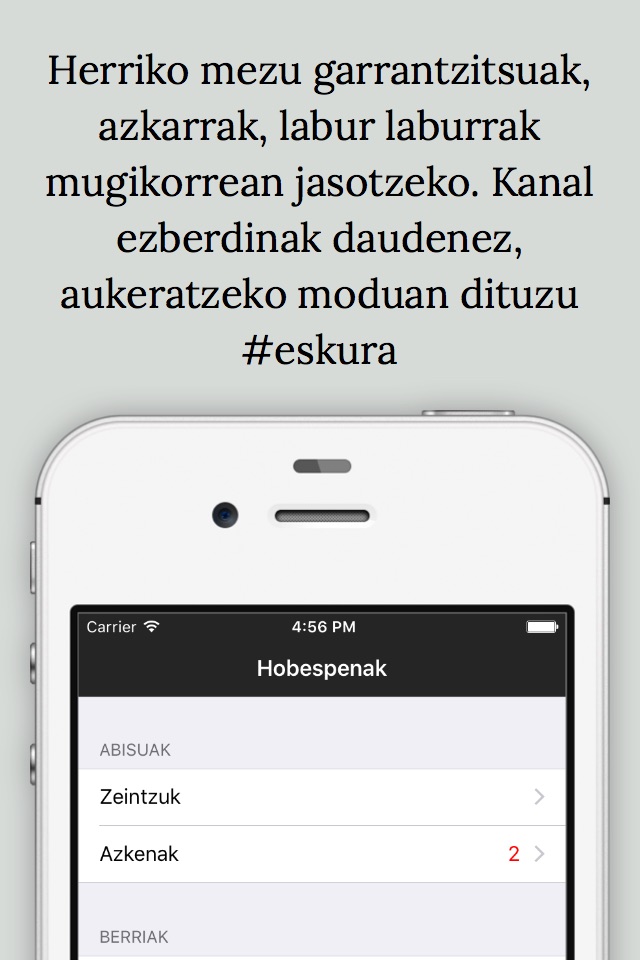 Herriko mezu garrantzitsuak,
azkarrak, labur laburrak
mugikorrean jasotzeko. Kanal
ezberdinak daudenez,
aukeratzeko moduan dituzu
#eskura
Carrier 4:56 PM
Hobespenak
ABISUAK
Zeintzuk
Azkenak 2
BERRIAK